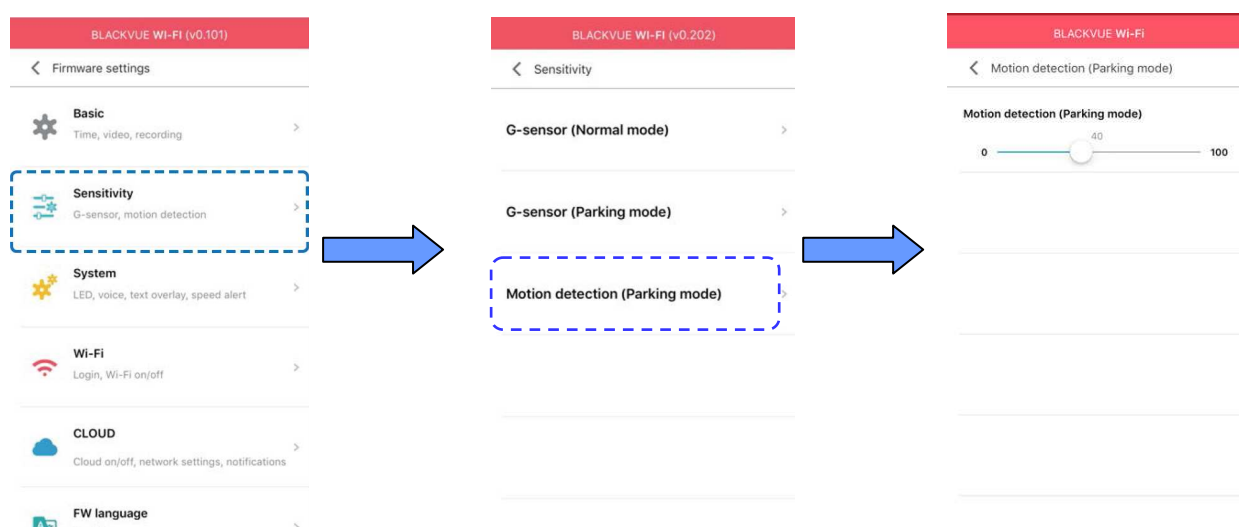 BLACKVUE WI-FI (v0.101)
Firmware settings
Basic
Time, video, recording
Sensitivity
G-sensor, motion detection
System
LED, voice, text overlay, speed alert
Wi-Fi
Login, Wi-Fi on/off
CLOUD
Cloud on/off, network settings, notifications
FW language
BLACKVUE WI-FI (v0.202)
Sensitivity
G-sensor (Normal mode)
G-sensor (Parking mode)
Motion detection (Parking mode)
BLACKVUE Wi-Fi
Motion detection (Parking mode)
Motion detection (Parking mode)
40
0 100